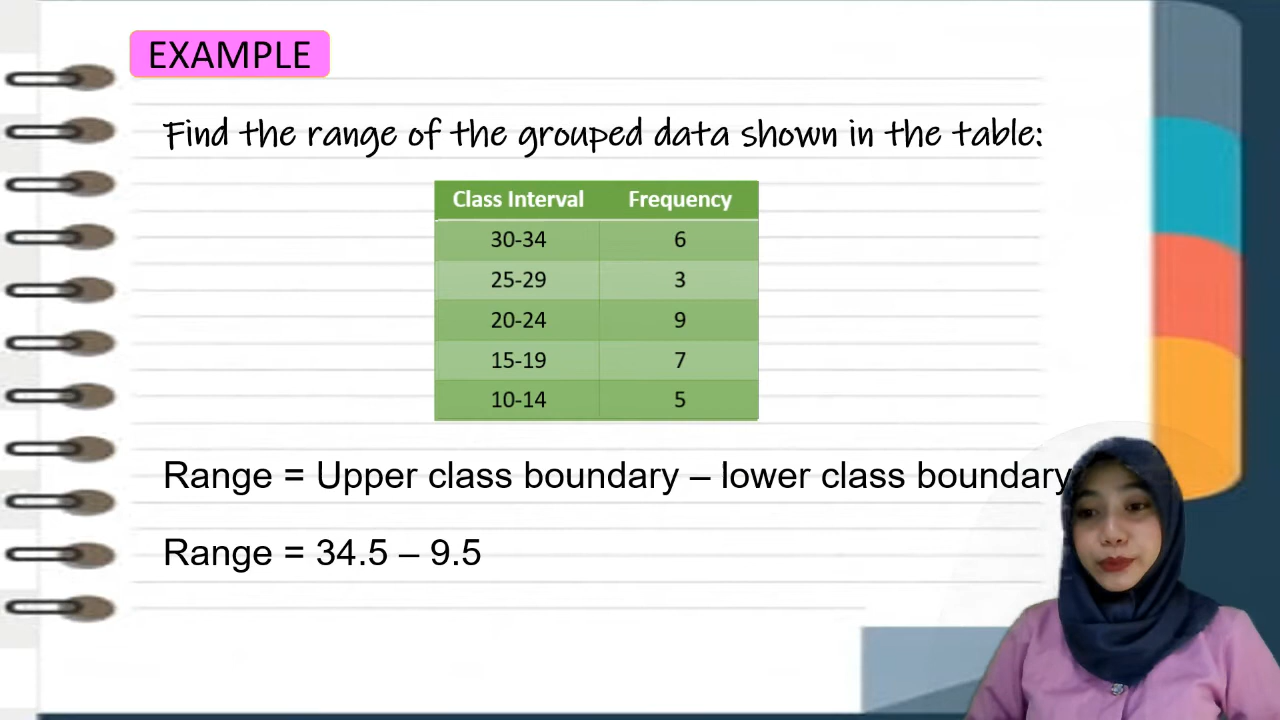 EXAMPLE
Find the range of the grouped data shown in the table:
Class Interval Frequency
30-34 6
25-29 3
20-24 9
15-19 7
10-14 5
Range = Upper class boundary – lower class boundary
Range = 34.5 – 9.5